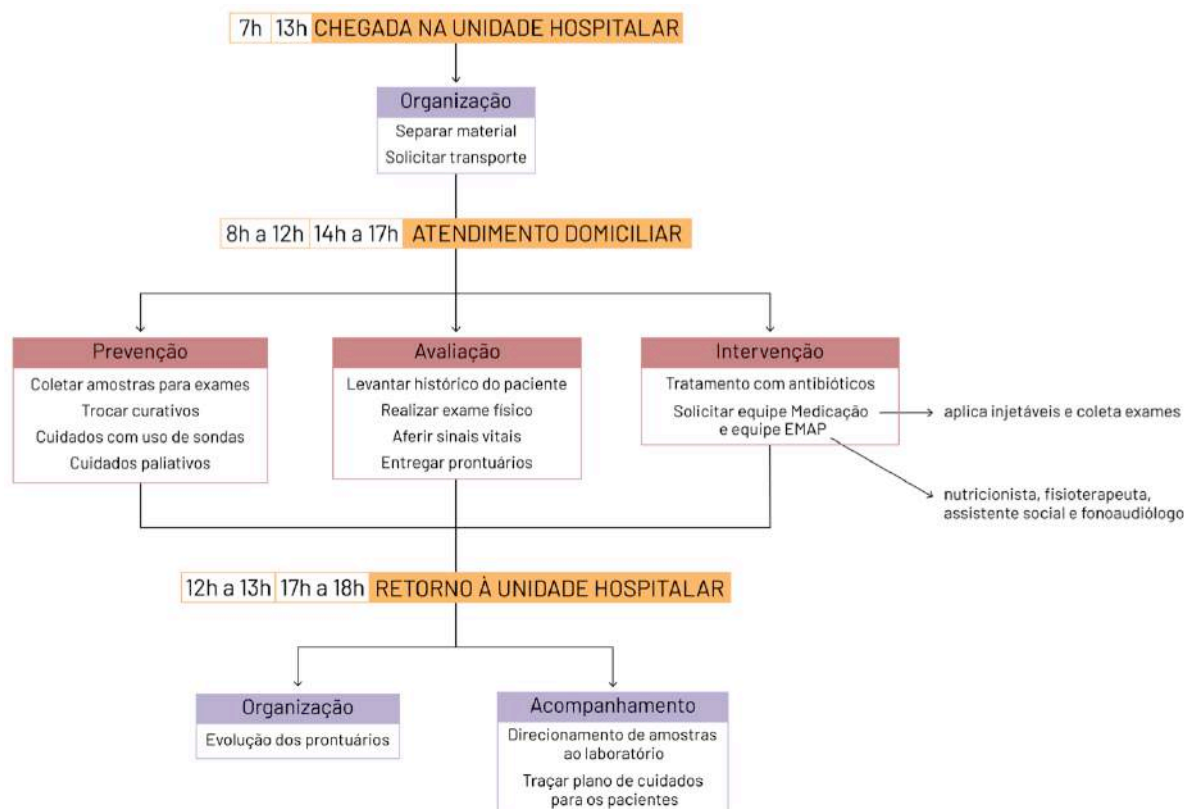 7h 13h CHEGADA NA UNIDADE HOSPITALAR
Organização
Separar material
Solicitar transporte
8h a 12h 14h a 17h ATENDIMENTO DOMICILIAR
Prevenção
Coletar amostras para exames
Trocar curativos
Cuidados com uso de sondas
Cuidados paliativos
Avaliação
Levantar histórico do paciente
Realizar exame físico
Aferir sinais vitais
Entregar prontuários
Intervenção
Tratamento com antibióticos
Solicitar equipe Medicação
e equipe EMAP
aplica injetáveis e coleta exames
nutricionista, fisioterapeuta,
assistente social e fonoaudiólogo
12h a 13h 17h a 18h RETORNO À UNIDADE HOSPITALAR
Organização
Evolução dos prontuários
Acompanhamento
Direcionamento de amostras
ao laboratório
Traçar plano de cuidados
para os pacientes